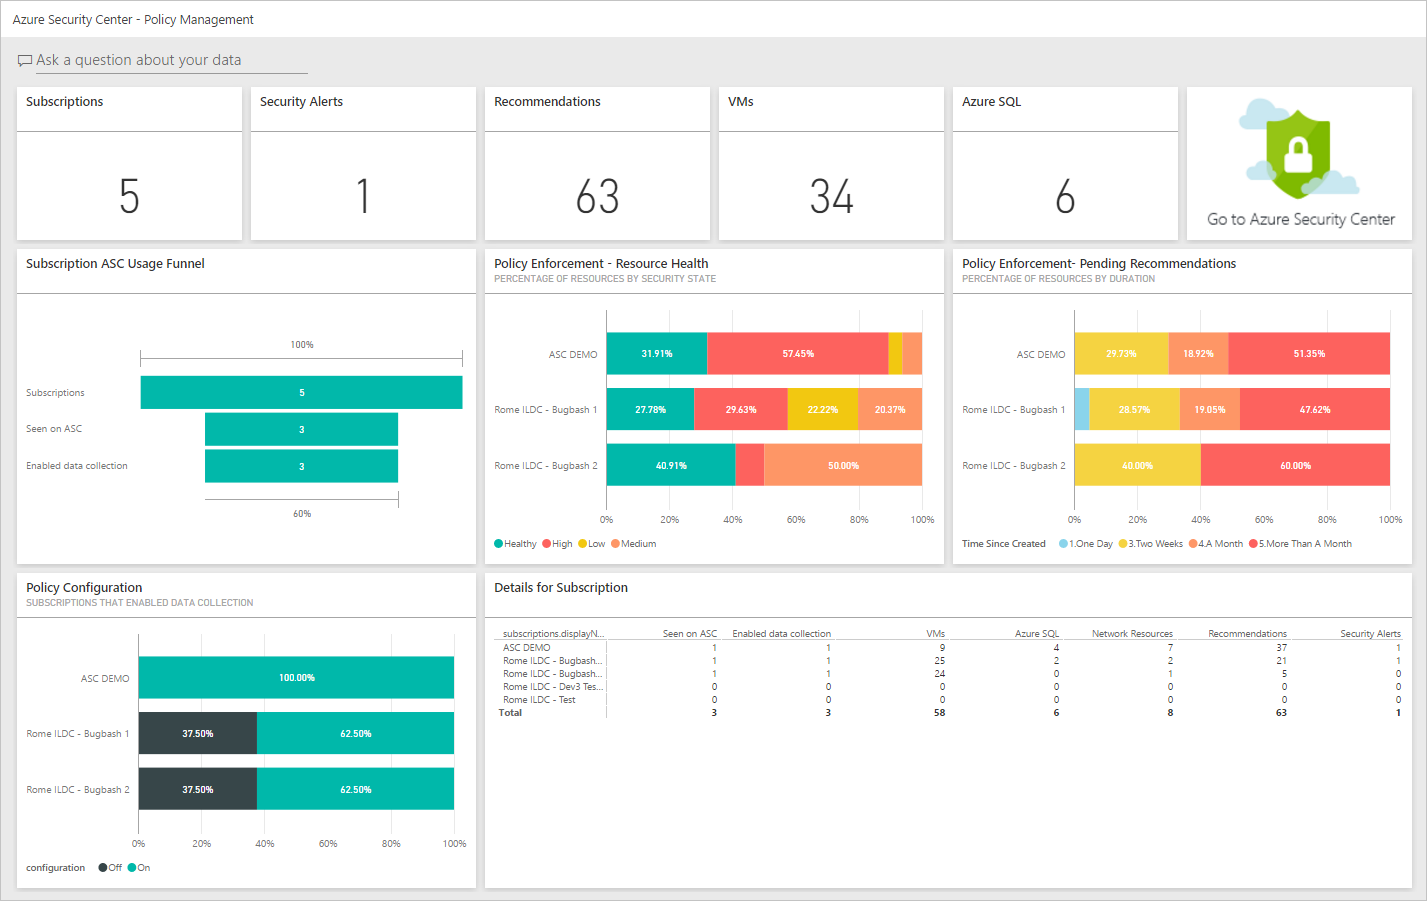 Azure Security Center - Policy Management
Ask a question about your data
Subscriptions
5
Security Alerts
1
Recommendations
63
VMs
34
Azure SQL
6
Go to Azure Security Center
Subscription ASC Usage Funnel
100%
Subscriptions 5
Seen on ASC 3
Enabled data collection 3
60%
Policy Enforcement - Resource Health
PERCENTAGE OF RESOURCES BY SECURITY STATE
ASC DEMO 31.91% 57.45%
Rome ILDC - Bugbash 1 27.78% 29.63% 22.22% 20.37%
Rome ILDC - Bugbash 2 40.91% 50.00%
0% 20% 40% 60% 80% 100%
Healthy High Low Medium
Policy Enforcement- Pending Recommendations
PERCENTAGE OF RESOURCES BY DURATION
ASC DEMO 29.73% 18.92% 51.35%
Rome ILDC - Bugbash 1 28.57% 19.05% 47.62%
Rome ILDC - Bugbash 2 40.00% 60.00%
0% 20% 40% 60% 80% 100%
Time Since Created 1.One Day 3.Two Weeks 4.A Month 5.More Than A Month
Policy Configuration
SUBSCRIPTIONS THAT ENABLED DATA COLLECTION
ASC DEMO 100.00%
Rome ILDC - Bugbash 1 37.50% 62.50%
Rome ILDC - Bugbash 2 37.50% 62.50%
0% 20% 40% 60% 80% 100%
configuration Off On
Details for Subscription
subscriptions.displayN... Seen on ASC Enabled data collection VMs Azure SQL Network Resources Recommendations Security Alerts
ASC DEMO 1 1 9 4 7 37 1
Rome ILDC - Bugbash... 1 1 25 2 2 21 1
Rome ILDC - Bugbash... 1 1 24 0 1 5 0
Rome ILDC - Dev3 Tes... 0 0 0 0 0 0 0
Rome ILDC - Test 0 0 0 0 0 0 0
Total 3 3 58 6 8 63 1